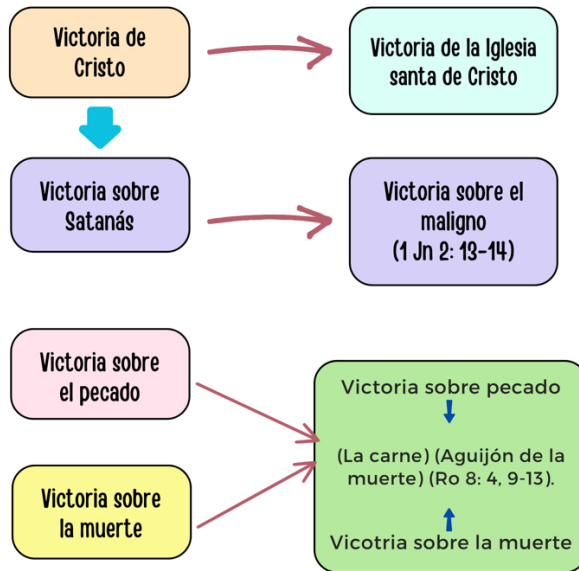 Victoria de
Cristo
Victoria de la Iglesia
santa de Cristo
Victoria sobre
Satanás
Victoria sobre el
maligno
(1 Jn 2: 13-14)
Victoria sobre
el pecado
Victoria sobre
la muerte
Victoria sobre pecado
(La carne) (Aguijón de la
muerte) (Ro 8: 4, 9-13).
Vicotria sobre la muerte